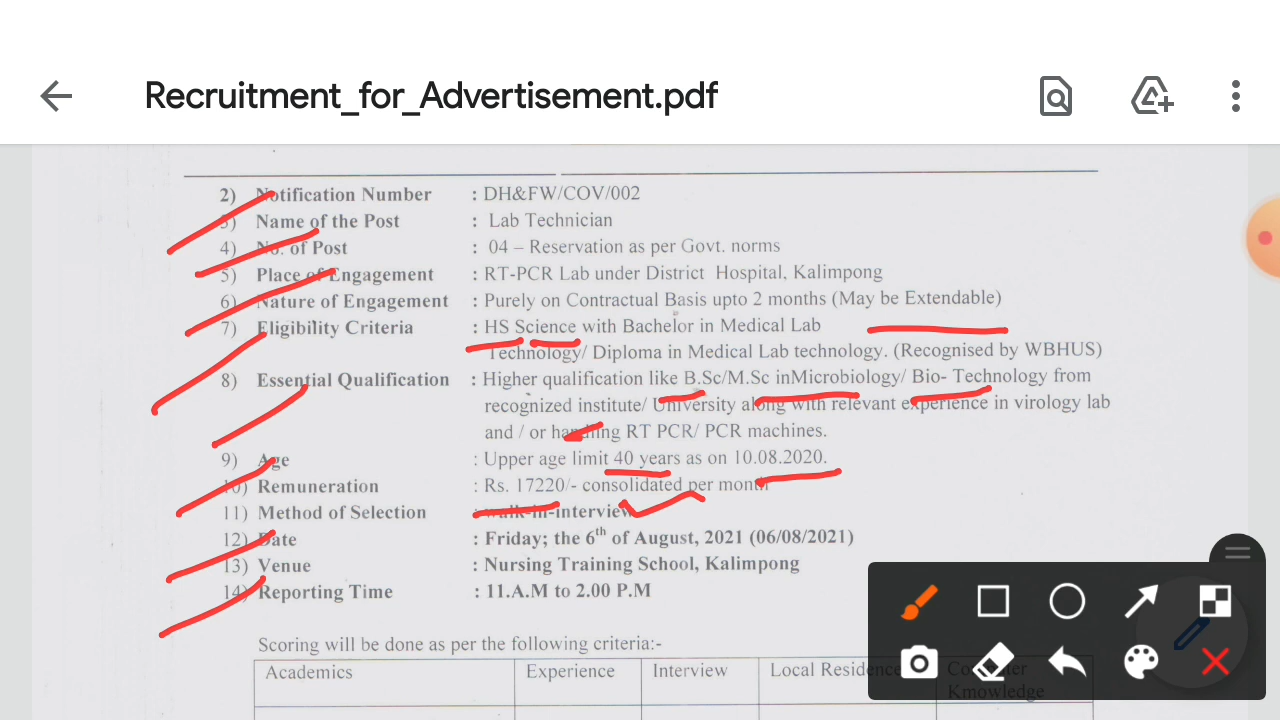 Recruitment_for_Advertisement.pdf
2) Notification Number : DH&FW/COV/002
3) Name of the Post : Lab Technician
4) No. of Post : 04 – Reservation as per Govt. norms
5) Place of Engagement : RT-PCR Lab under District Hospital, Kalimpong
6) Nature of Engagement : Purely on Contractual Basis upto 2 months (May be Extendable)
7) Eligibility Criteria : HS Science with Bachelor in Medical Lab
Technology/ Diploma in Medical Lab technology. (Recognised by WBHUS)
8) Essential Qualification : Higher qualification like B.Sc/M.Sc inMicrobiology/ Bio- Technology from
recognized institute/ University along with relevant experience in virology lab
and / or handling RT PCR/ PCR machines.
9) Age : Upper age limit 40 years as on 10.08.2020.
10) Remuneration : Rs. 17220/- consolidated per month
11) Method of Selection : walk-in-interview
12) Date : Friday; the 6th of August, 2021 (06/08/2021)
13) Venue : Nursing Training School, Kalimpong
14) Reporting Time : 11.A.M to 2.00 P.M
Scoring will be done as per the following criteria:-
Academics Experience Interview Local Residence Computer
Kmowledge